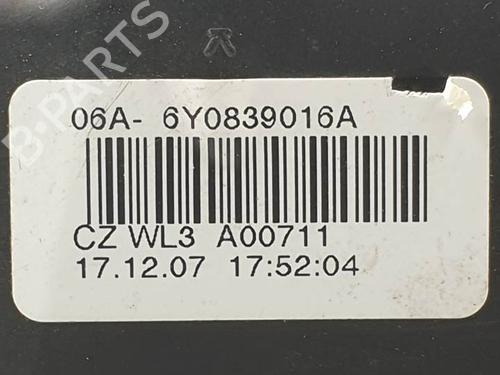 B-PARTS
06A- 6Y0839016A
CZ WL3 A00711
17.12.07 17:52:04